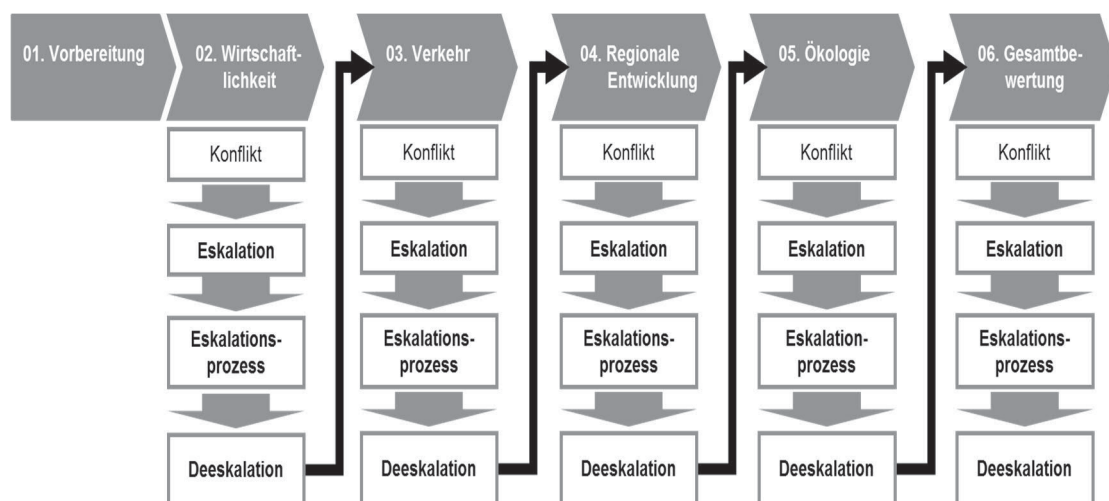 01. Vorbereitung
02. Wirtschaft-
lichkeit
03. Verkehr
04. Regionale
Entwicklung
05. Ökologie
06. Gesamtbe-
wertung
Konflikt
Konflikt
Konflikt
Konflikt
Konflikt
Eskalation
Eskalation
Eskalation
Eskalation
Eskalation
Eskalations-
prozess
Eskalations-
prozess
Eskalations-
prozess
Eskalation-
prozess
Eskalations-
prozess
Deeskalation
Deeskalation
Deeskalation
Deeskalation
Deeskalation